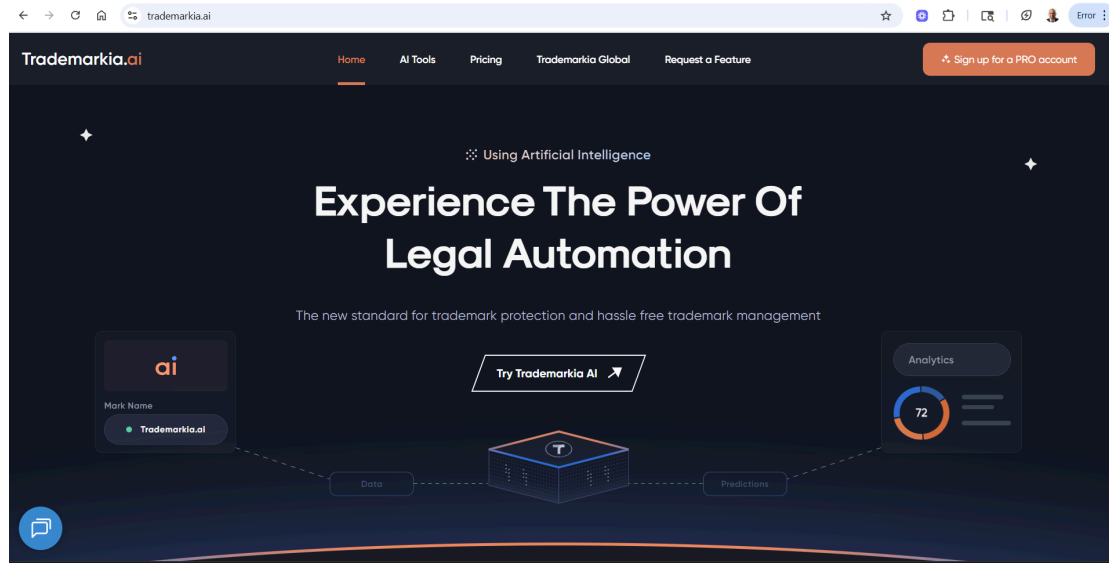 trademarkia.ai
Error
Trademarkia.ai
Home
AI Tools
Pricing
Trademarkia Global
Request a Feature
Sign up for a PRO account
Using Artificial Intelligence
Experience The Power Of
Legal Automation
The new standard for trademark protection and hassle free trademark management
Try Trademarkia AI
ai
Mark Name
Trademarkia.ai
Data
T
Analytics
72
Predictions